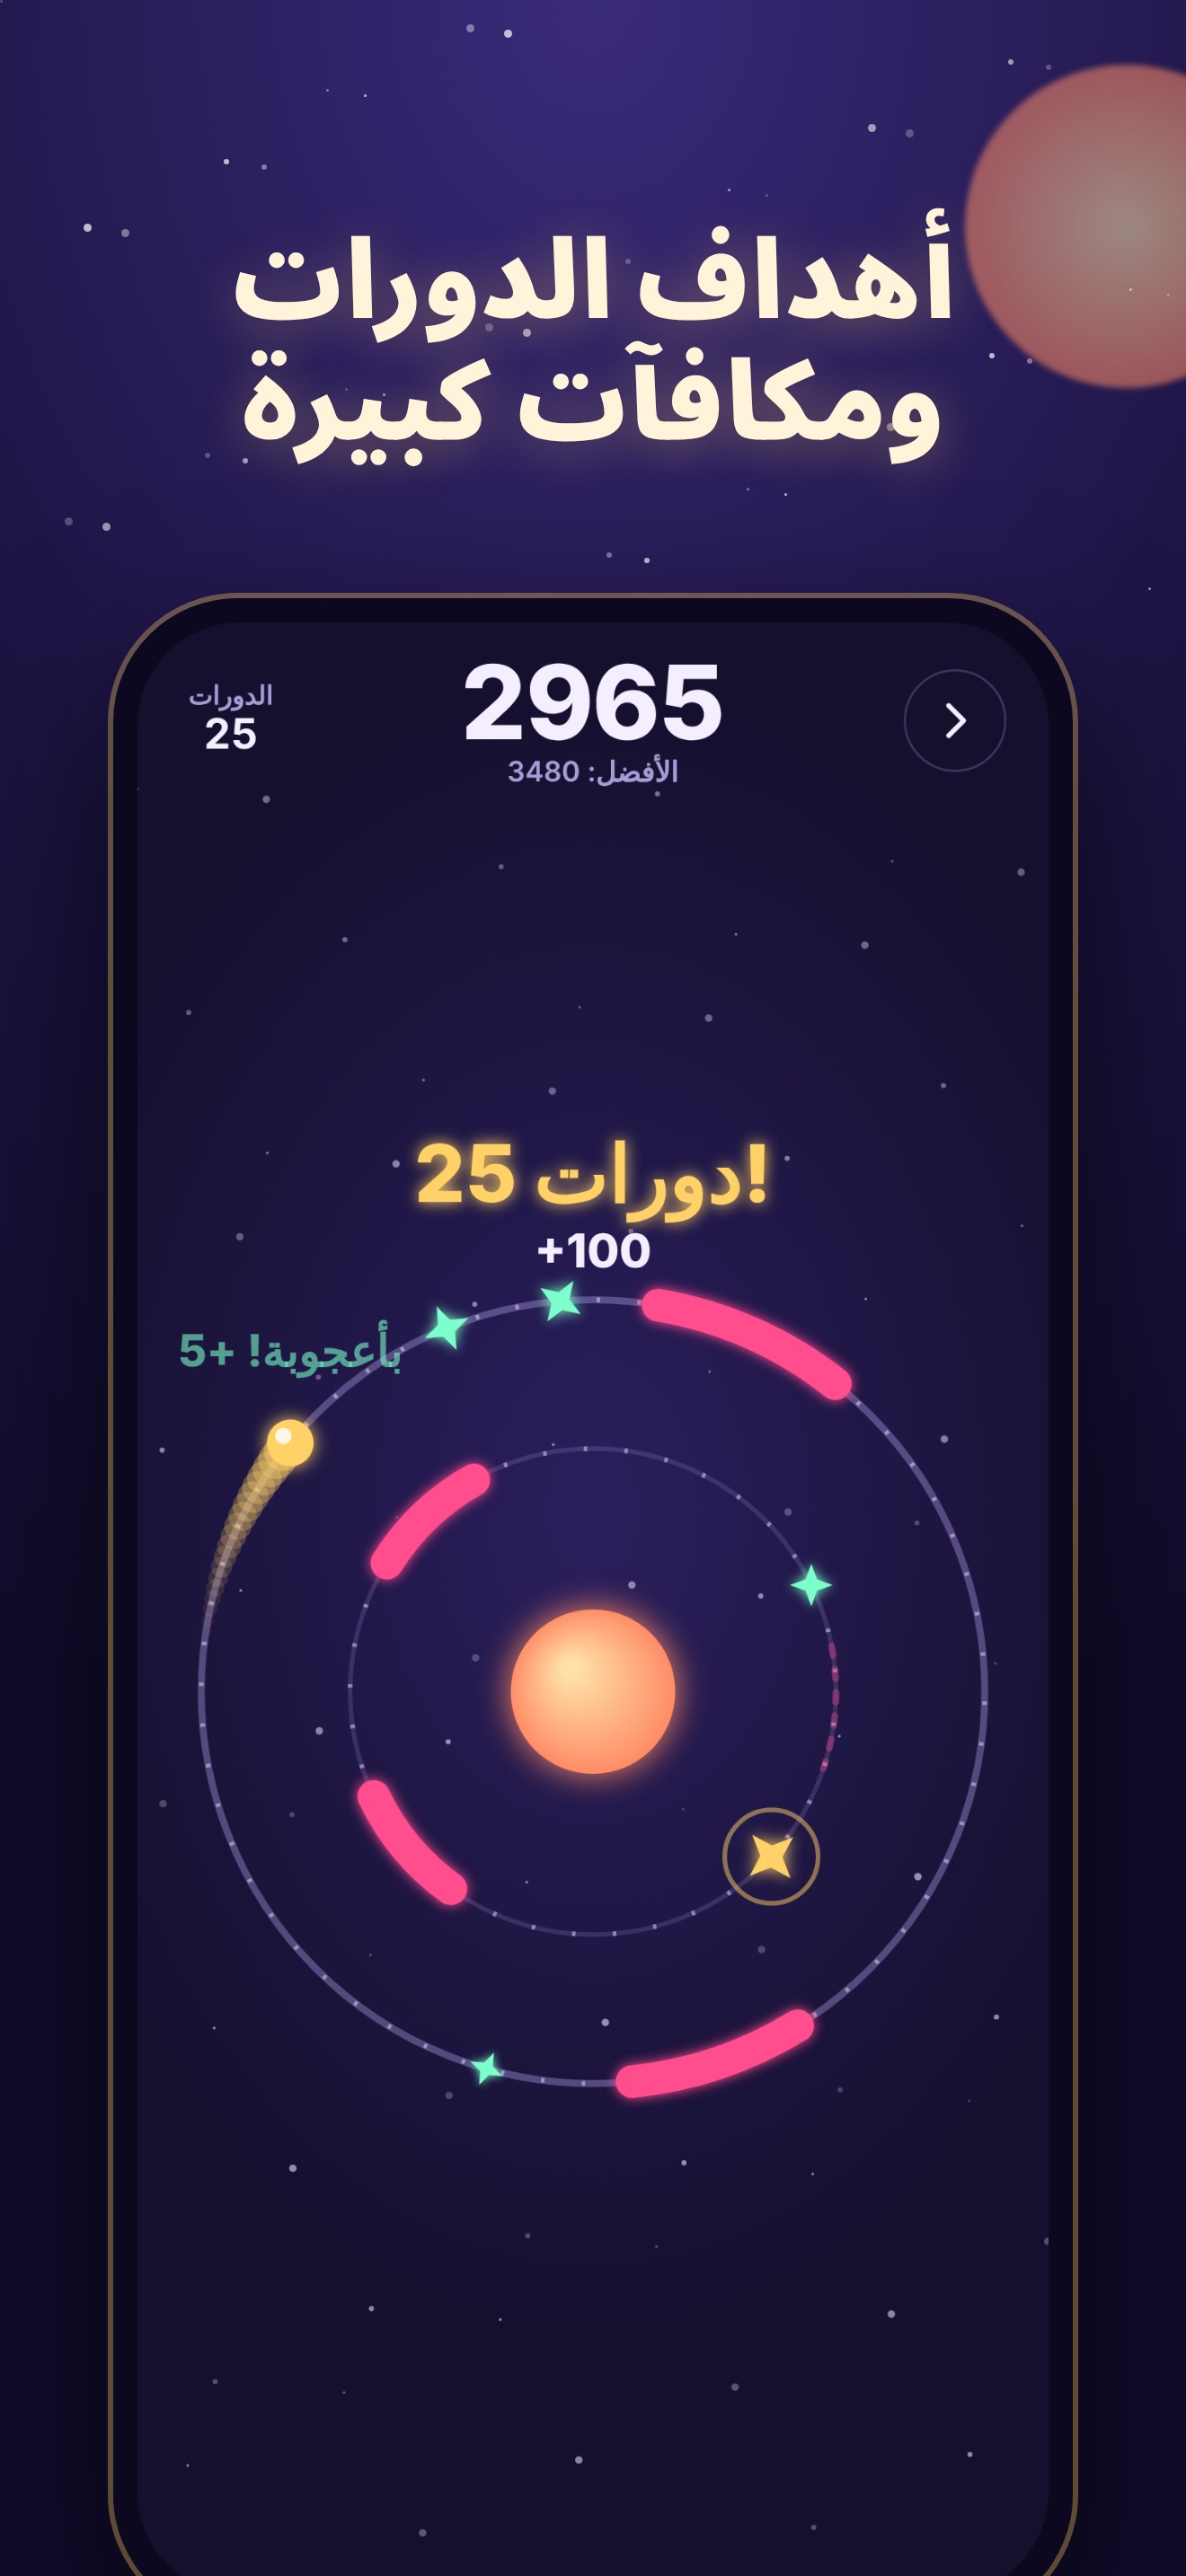 أهداف الدورات
ومكافآت كبيرة
الدورات
25
2965
الأفضل: 3480
25 دورات!
+100
بأعجوبة! +5